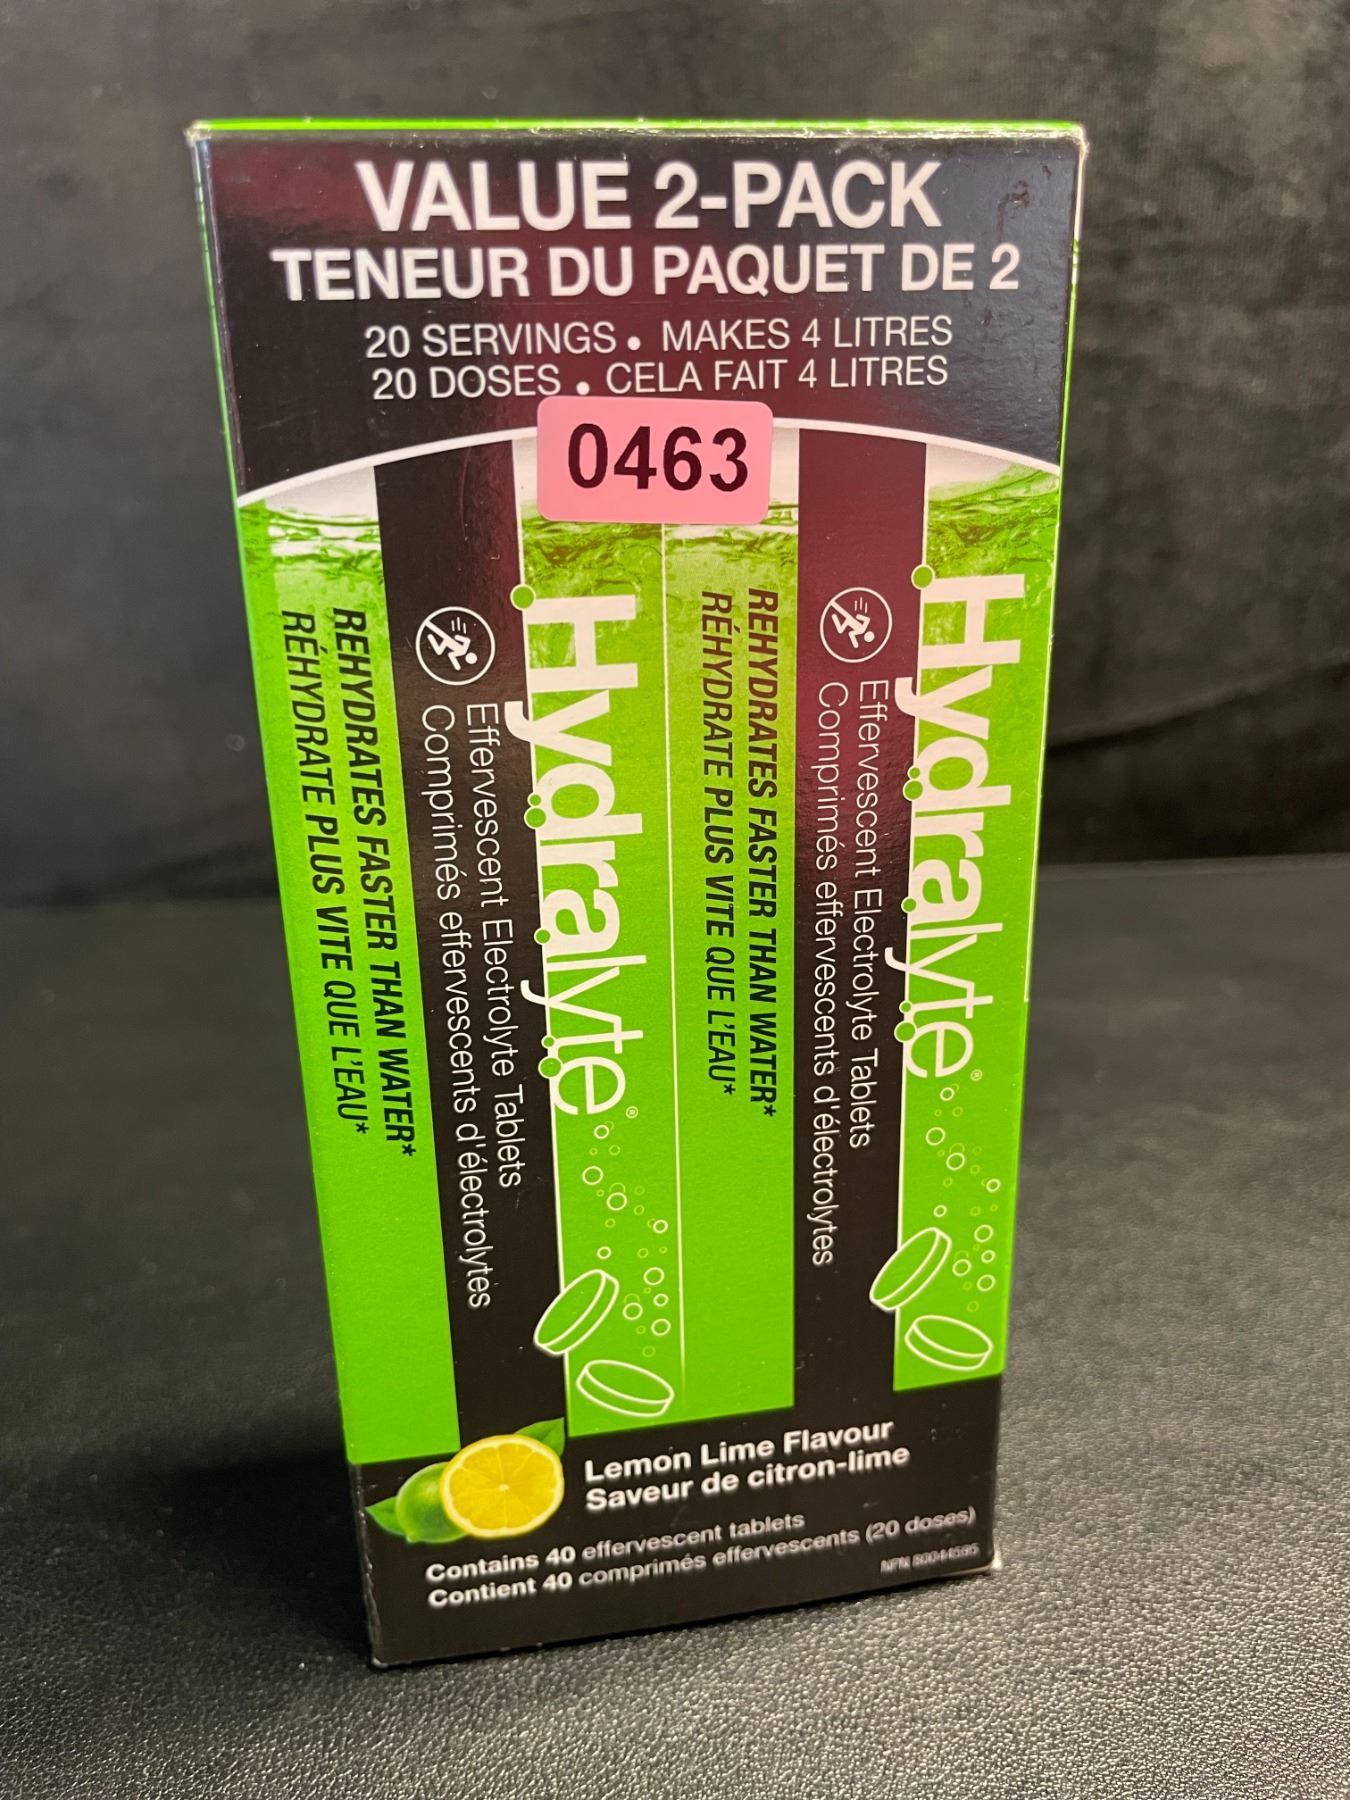 VALUE 2-PACK
TENEUR DU PAQUET DE 2
20 SERVINGS • MAKES 4 LITRES
20 DOSES • CELA FAIT 4 LITRES
0463
Hydralyte®
Effervescent Electrolyte Tablets
Comprimés effervescents d'électrolytes
REHYDRATES FASTER THAN WATER*
RÉHYDRATE PLUS VITE QUE L'EAU*
Hydralyte®
Effervescent Electrolyte Tablets
Comprimés effervescents d'électrolytes
REHYDRATES FASTER THAN WATER*
RÉHYDRATE PLUS VITE QUE L'EAU*
Lemon Lime Flavour
Saveur de citron-lime
Contains 40 effervescent tablets
Contient 40 comprimés effervescents (20 doses)
NPN 80044595